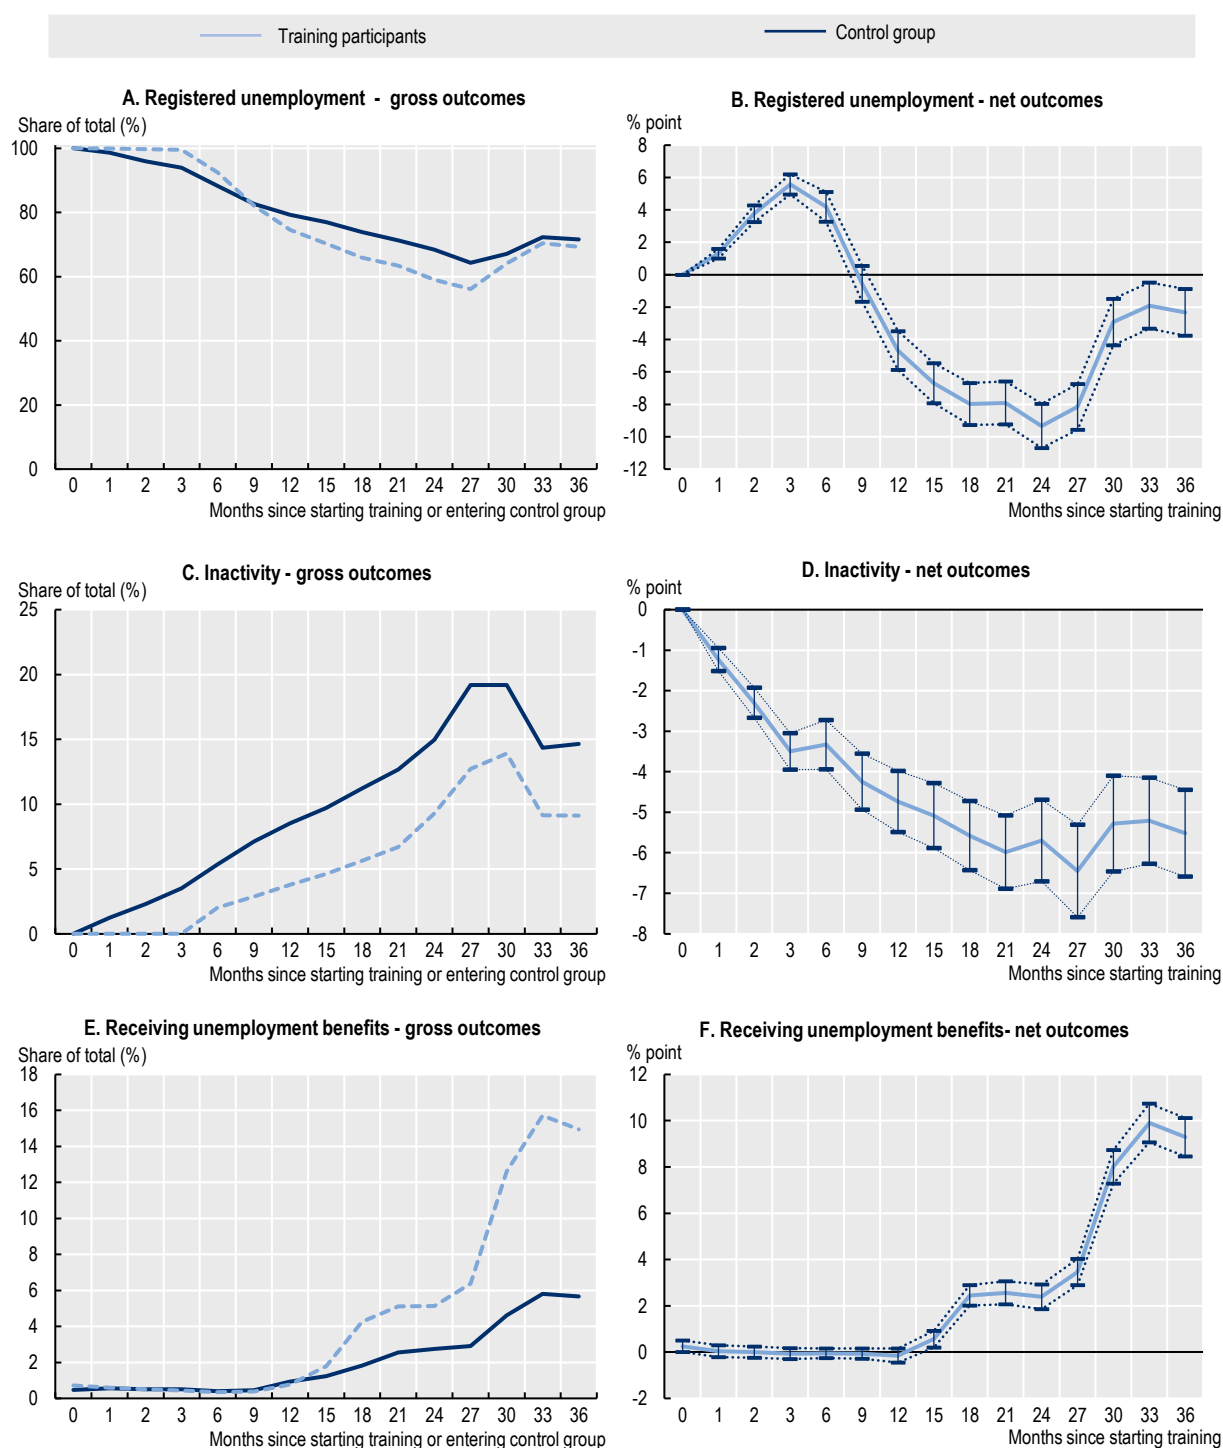 Training participants
Control group
A. Registered unemployment - gross outcomes
Share of total (%)
100
80
60
40
20
0
0 1 2 3 6 9 12 15 18 21 24 27 30 33 36
Months since starting training or entering control group
B. Registered unemployment - net outcomes
% point
8
6
4
2
0
-2
-4
-6
-8
-10
-12
0 1 2 3 6 9 12 15 18 21 24 27 30 33 36
Months since starting training
C. Inactivity - gross outcomes
Share of total (%)
25
20
15
10
5
0
0 1 2 3 6 9 12 15 18 21 24 27 30 33 36
Months since starting training or entering control group
D. Inactivity - net outcomes
% point
0
-1
-2
-3
-4
-5
-6
-7
-8
0 1 2 3 6 9 12 15 18 21 24 27 30 33 36
Months since starting training
E. Receiving unemployment benefits - gross outcomes
Share of total (%)
18
16
14
12
10
8
6
4
2
0
0 1 2 3 6 9 12 15 18 21 24 27 30 33 36
Months since starting training or entering control group
F. Receiving unemployment benefits- net outcomes
% point
12
10
8
6
4
2
0
-2
0 1 2 3 6 9 12 15 18 21 24 27 30 33 36
Months since starting training